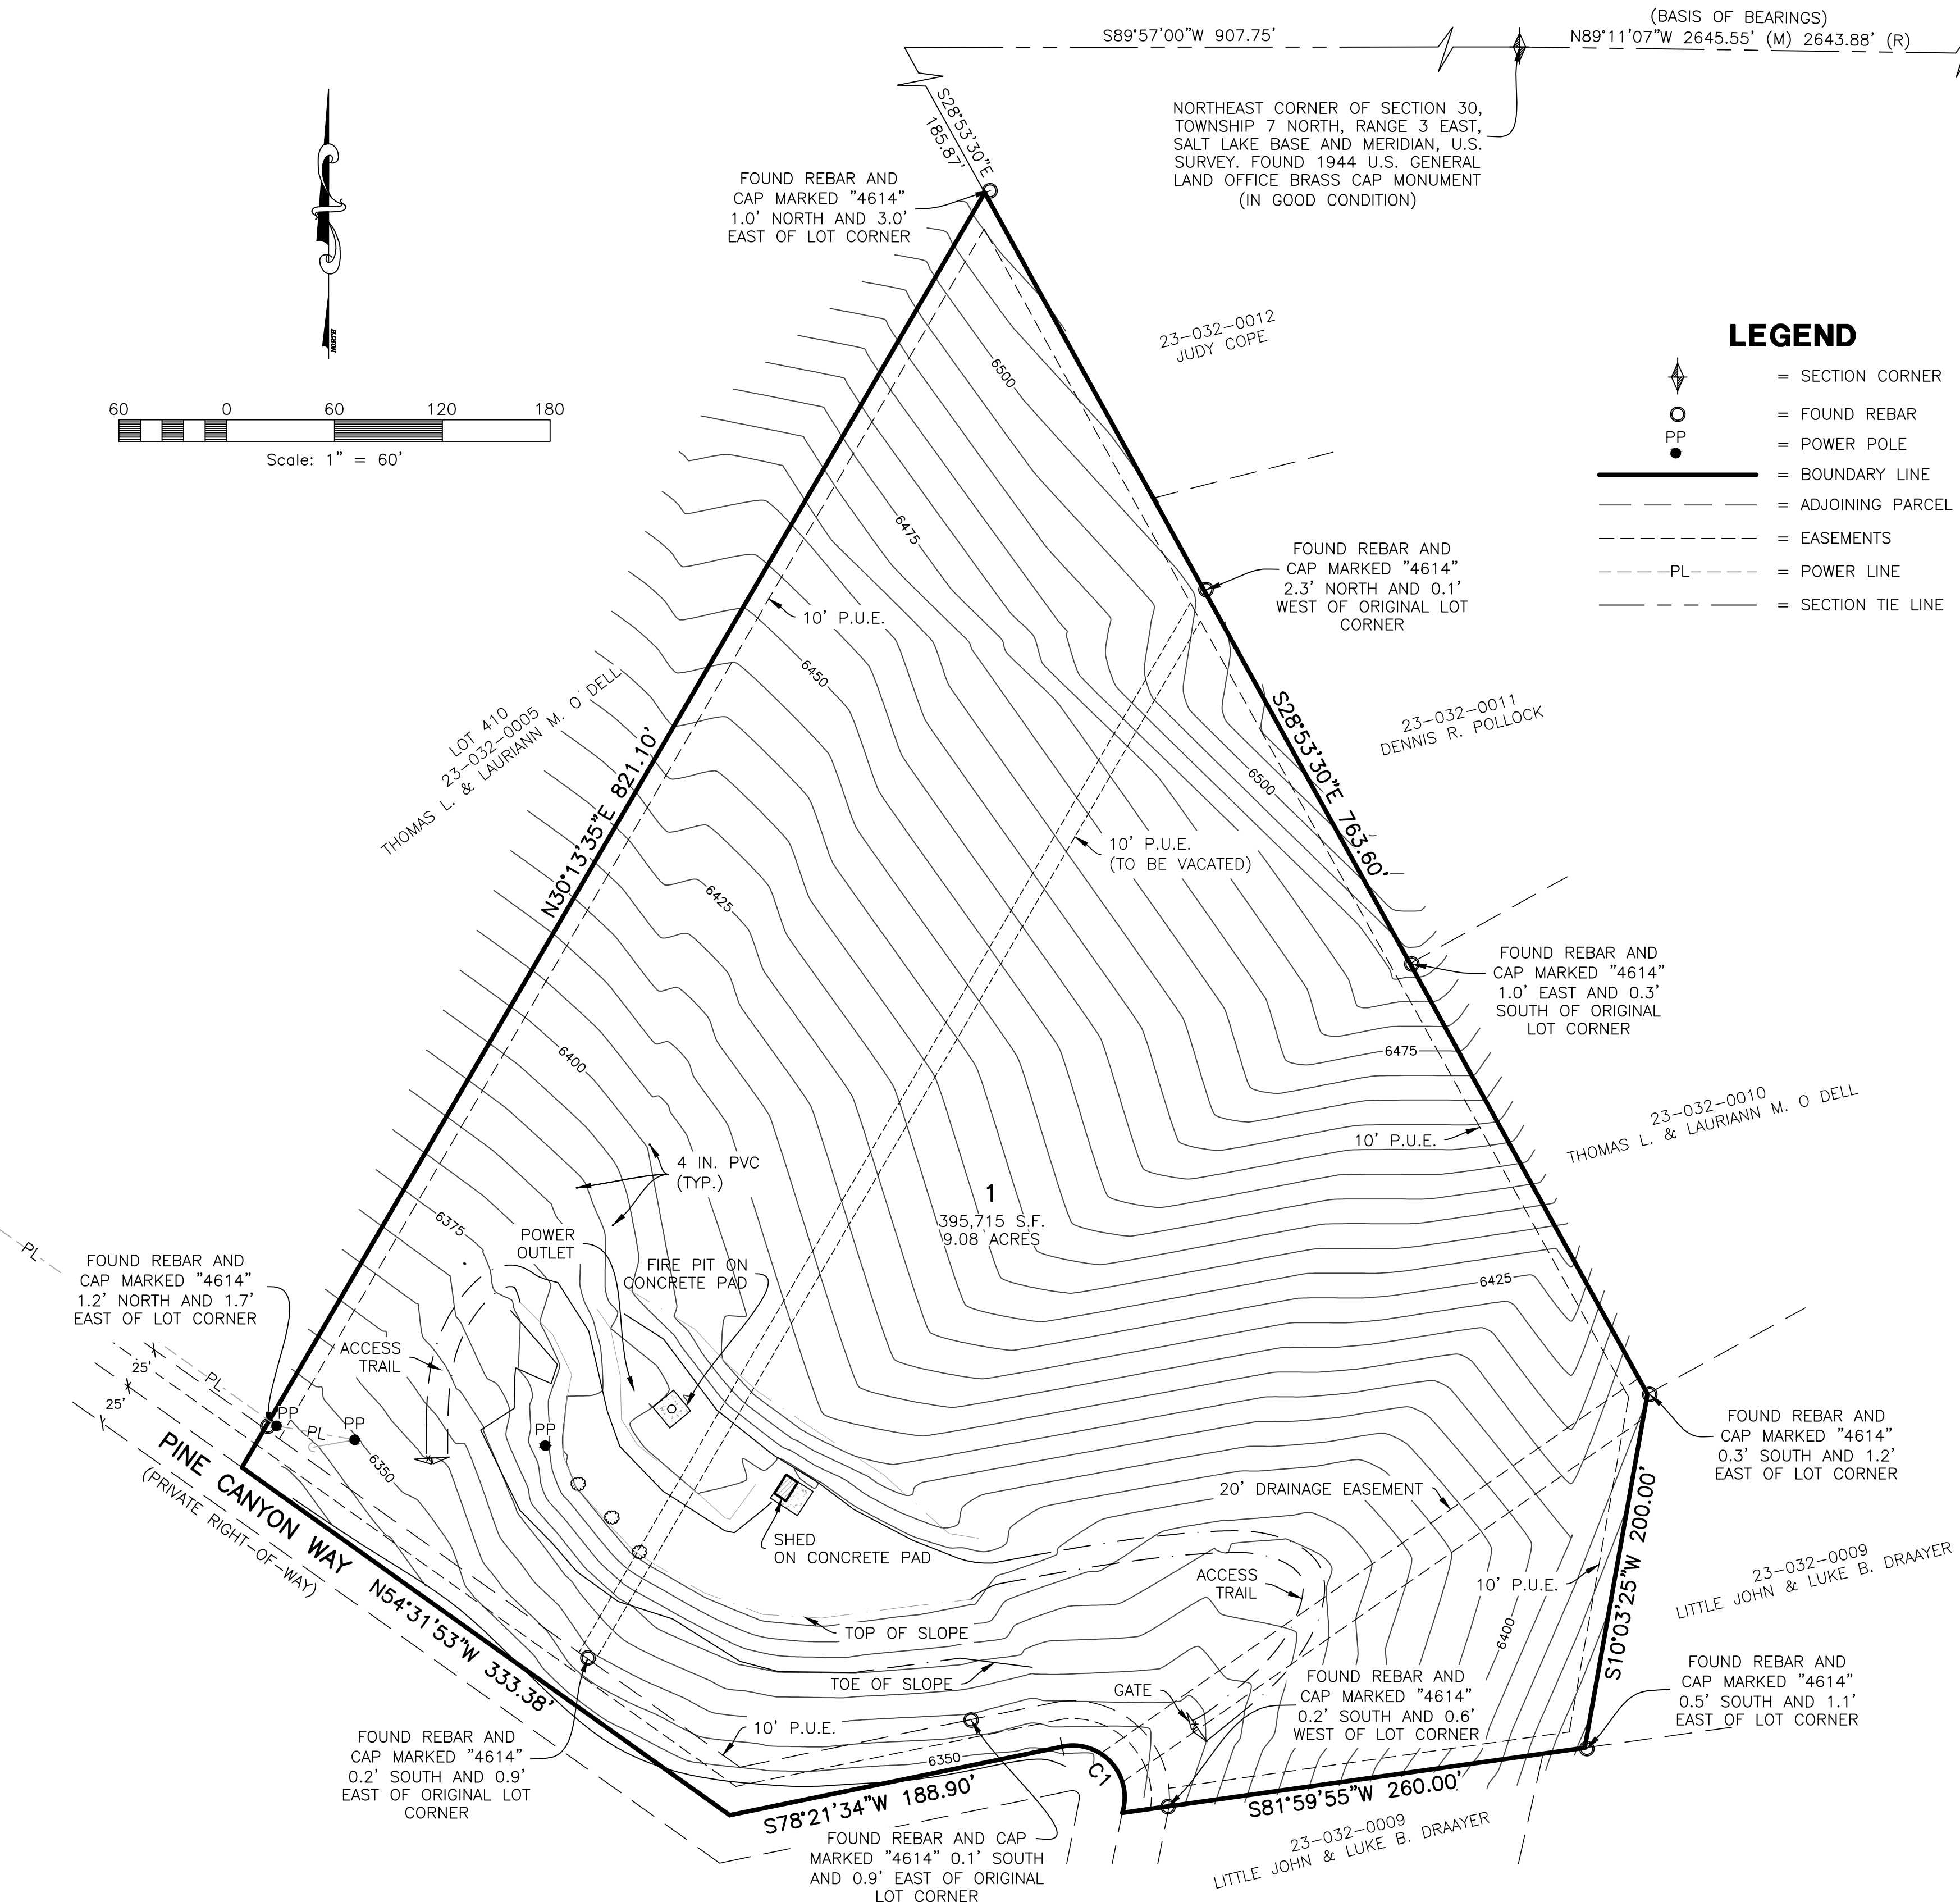 (BASIS OF BEARINGS)
S89°57'00"W 907.75'
N89°11'07"W 2645.55' (M) 2643.88' (R)
S28°53'30"E
185.87'
NORTHEAST CORNER OF SECTION 30,
TOWNSHIP 7 NORTH, RANGE 3 EAST,
SALT LAKE BASE AND MERIDIAN, U.S.
SURVEY. FOUND 1944 U.S. GENERAL
LAND OFFICE BRASS CAP MONUMENT
(IN GOOD CONDITION)
FOUND REBAR AND
CAP MARKED "4614"
1.0' NORTH AND 3.0'
EAST OF LOT CORNER
NORTH
60 0 60 120 180
Scale: 1" = 60'
23-032-0012
JUDY COPE
LEGEND
= SECTION CORNER
= FOUND REBAR
PP
= POWER POLE
= BOUNDARY LINE
= ADJOINING PARCEL
= EASEMENTS
PL = POWER LINE
= SECTION TIE LINE
6500
6475
FOUND REBAR AND
CAP MARKED "4614"
2.3' NORTH AND 0.1'
WEST OF ORIGINAL LOT
CORNER
10' P.U.E.
6450
LOT 410
23-032-0005
THOMAS L. & LAURIANN M. O DELL
N30°13'35"E 821.10'
S28°53'30"E 763.60'
23-032-0011
DENNIS R. POLLOCK
6500
10' P.U.E.
(TO BE VACATED)
6425
FOUND REBAR AND
CAP MARKED "4614"
1.0' EAST AND 0.3'
SOUTH OF ORIGINAL
LOT CORNER
6400
6475
23-032-0010
THOMAS L. & LAURIANN M. O DELL
10' P.U.E.
4 IN. PVC
(TYP.)
1
395,715 S.F.
9.08 ACRES
6375
POWER
OUTLET
FIRE PIT ON
CONCRETE PAD
6425
PL
FOUND REBAR AND
CAP MARKED "4614"
1.2' NORTH AND 1.7'
EAST OF LOT CORNER
ACCESS
TRAIL
25'
25'
PL
PP
PL
PP
PP
6350
PINE CANYON WAY
(PRIVATE RIGHT-OF-WAY)
N54°31'53"W 333.38'
SHED
ON CONCRETE PAD
20' DRAINAGE EASEMENT
FOUND REBAR AND
CAP MARKED "4614"
0.3' SOUTH AND 1.2'
EAST OF LOT CORNER
S10°03'25"W 200.00'
10' P.U.E.
ACCESS
TRAIL
23-032-0009
LITTLE JOHN & LUKE B. DRAAYER
TOP OF SLOPE
6400
TOE OF SLOPE
GATE
FOUND REBAR AND
CAP MARKED "4614"
0.2' SOUTH AND 0.6'
WEST OF LOT CORNER
FOUND REBAR AND
CAP MARKED "4614"
0.5' SOUTH AND 1.1'
EAST OF LOT CORNER
10' P.U.E.
FOUND REBAR AND
CAP MARKED "4614"
0.2' SOUTH AND 0.9'
EAST OF ORIGINAL LOT
CORNER
6350
C1
S78°21'34"W 188.90'
S81°59'55"W 260.00'
FOUND REBAR AND CAP
MARKED "4614" 0.1' SOUTH
AND 0.9' EAST OF ORIGINAL
LOT CORNER
23-032-0009
LITTLE JOHN & LUKE B. DRAAYER